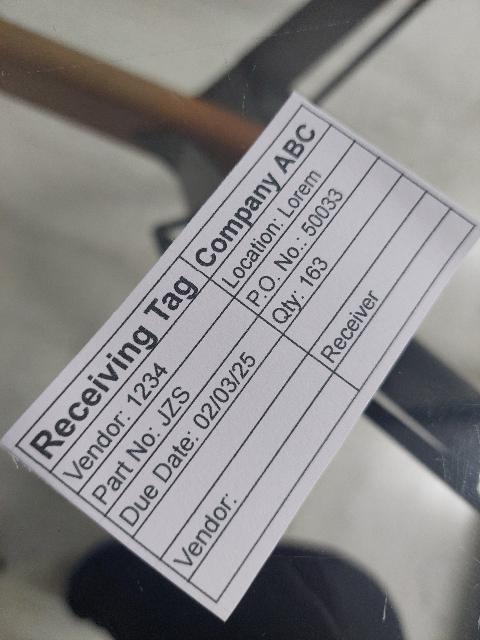 Receiving Tag Company ABC
Vendor: 1234 Location: Lorem
Part No: JZS P.O. No.: 50033
Due Date: 02/03/25 Qty: 163
Vendor: Receiver